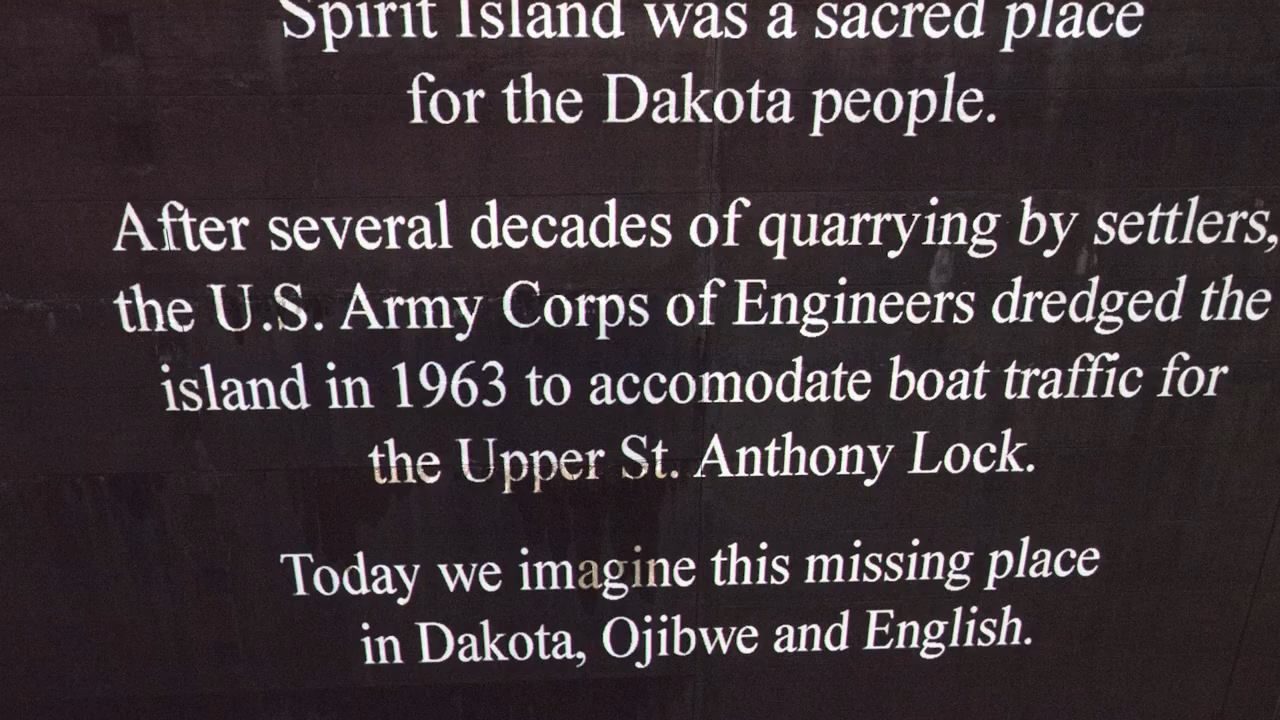 Spirit Island was a sacred place
for the Dakota people.
After several decades of quarrying by settlers,
the U.S. Army Corps of Engineers dredged the
island in 1963 to accomodate boat traffic for
the Upper St. Anthony Lock.
Today we imagine this missing place
in Dakota, Ojibwe and English.